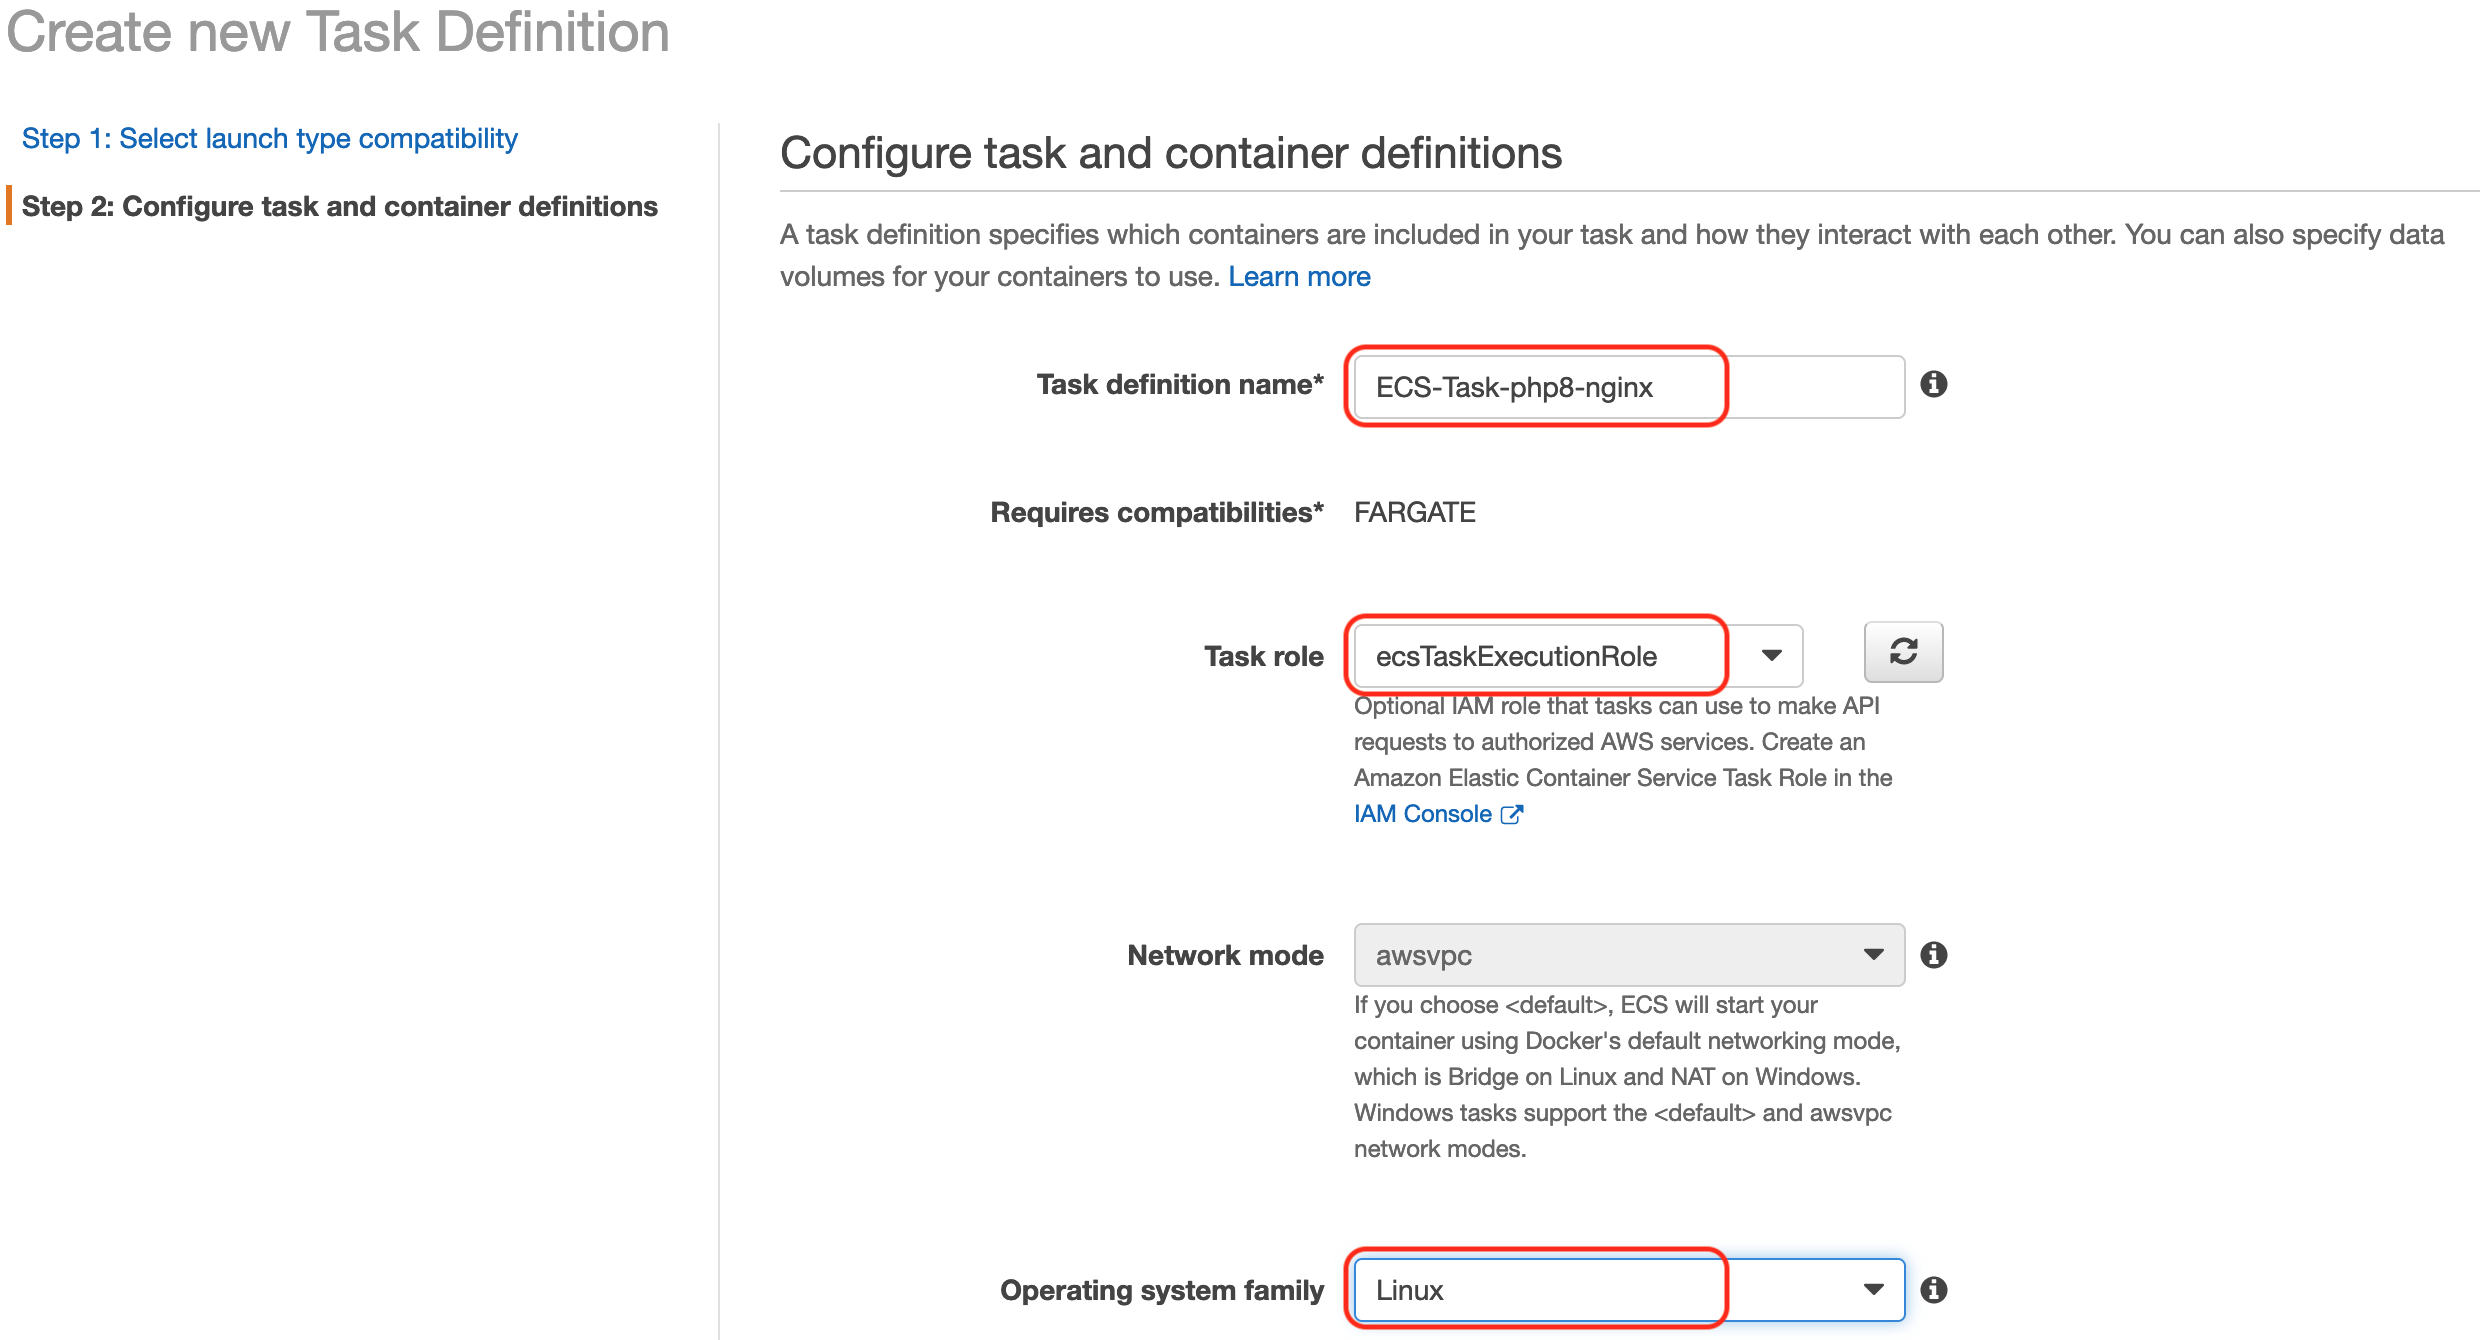 Create new Task Definition
Step 1: Select launch type compatibility
Step 2: Configure task and container definitions
Configure task and container definitions
A task definition specifies which containers are included in your task and how they interact with each other. You can also specify data
volumes for your containers to use. Learn more
Task definition name* ECS-Task-php8-nginx
Requires compatibilities* FARGATE
Task role ecsTaskExecutionRole
Optional IAM role that tasks can use to make API
requests to authorized AWS services. Create an
Amazon Elastic Container Service Task Role in the
IAM Console
Network mode awsvpc
If you choose <default>, ECS will start your
container using Docker's default networking mode,
which is Bridge on Linux and NAT on Windows.
Windows tasks support the <default> and awsvpc
network modes.
Operating system family Linux